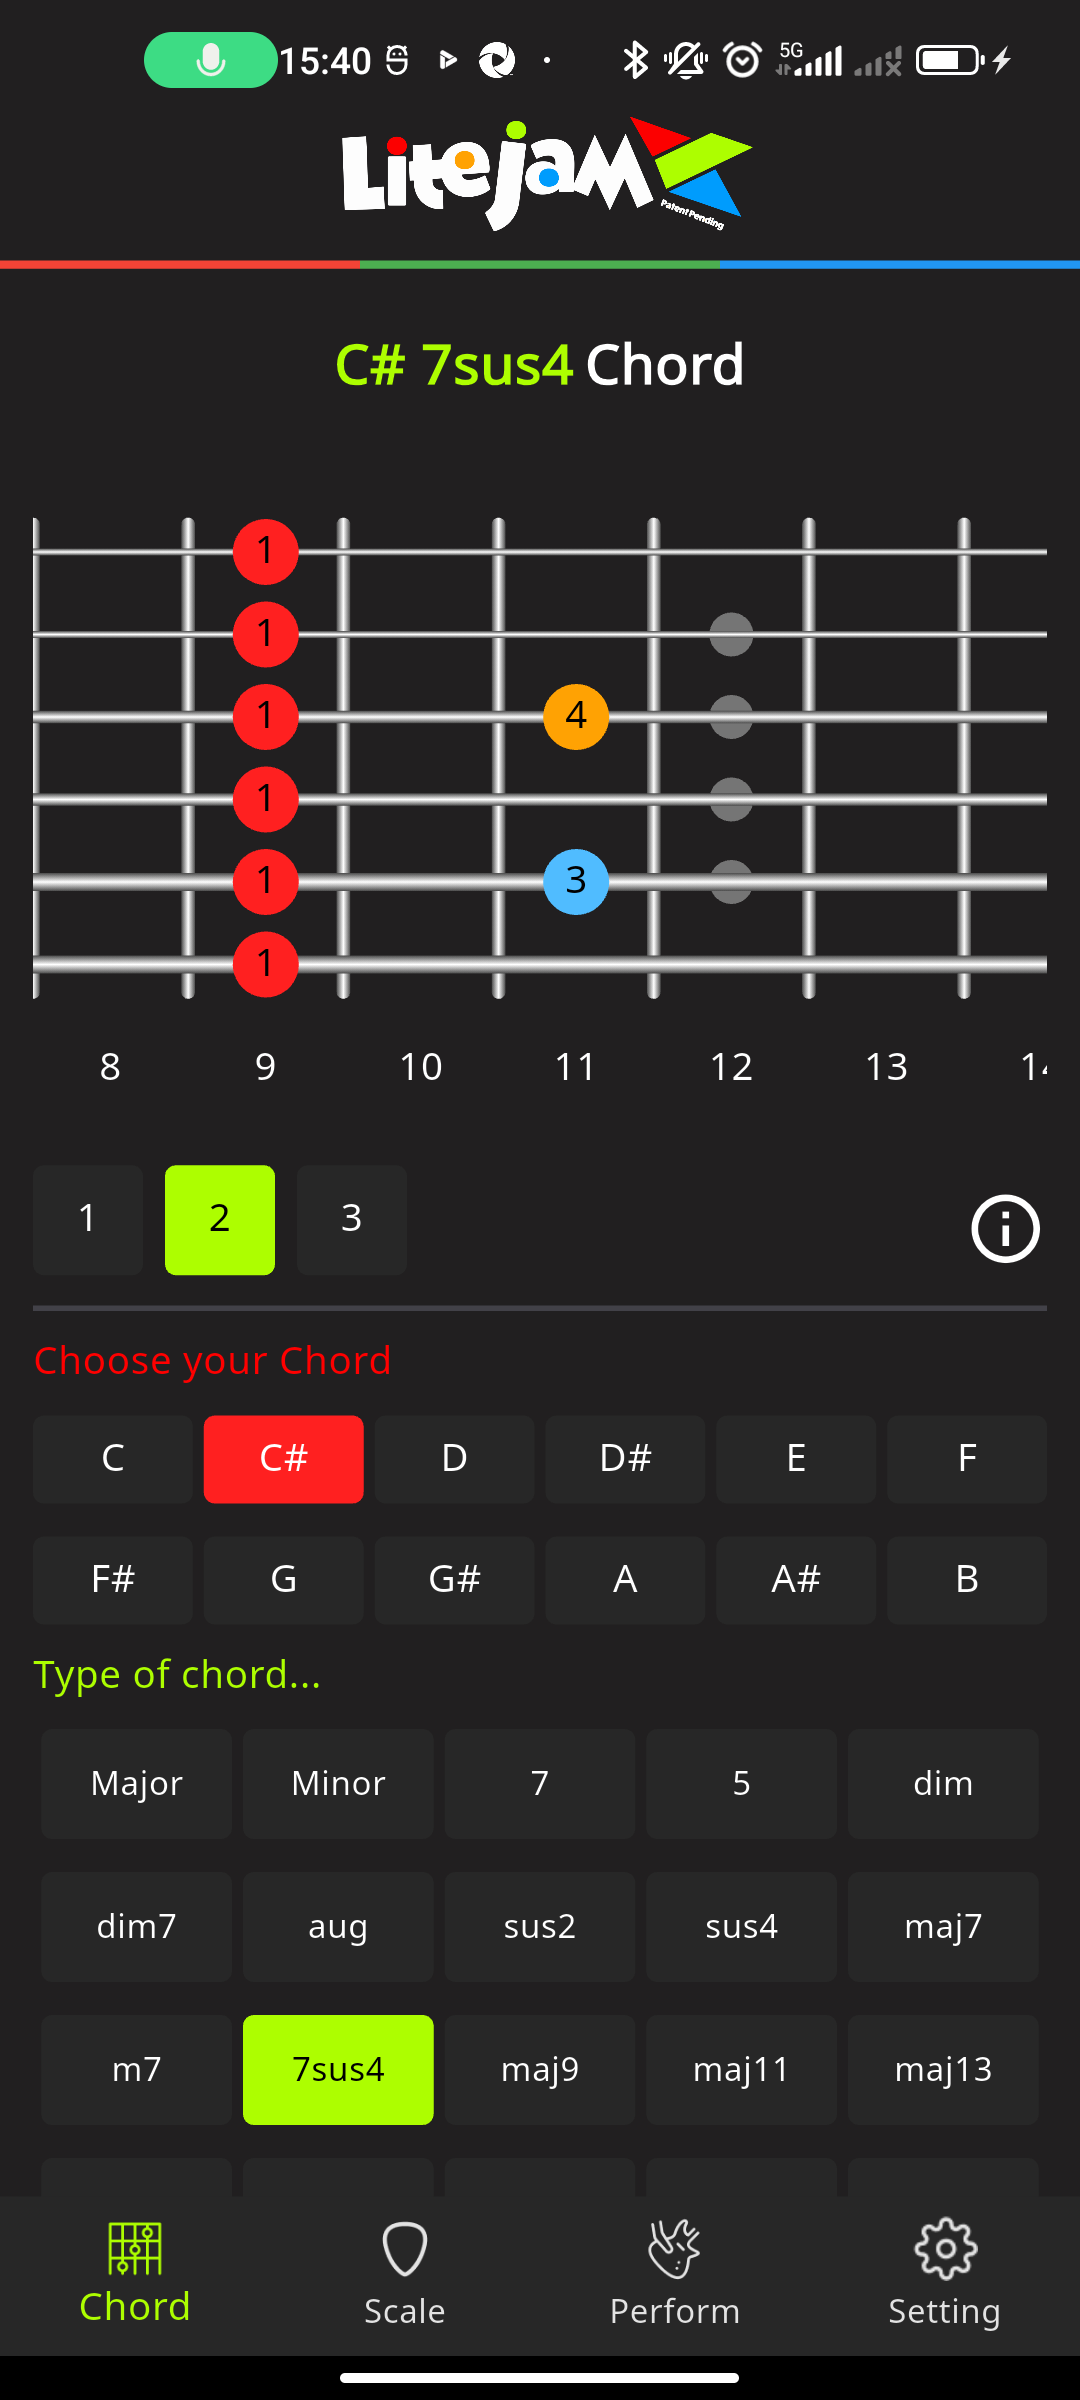 15:40
5G
Litejam
Patent Pending
C# 7sus4 Chord
1
1
1 4
1
1 3
1
8 9 10 11 12 13
1 2 3
Choose your Chord
C C# D D# E F
F# G G# A A# B
Type of chord...
Major Minor 7 5 dim
dim7 aug sus2 sus4 maj7
m7 7sus4 maj9 maj11 maj13
Chord Scale Perform Setting